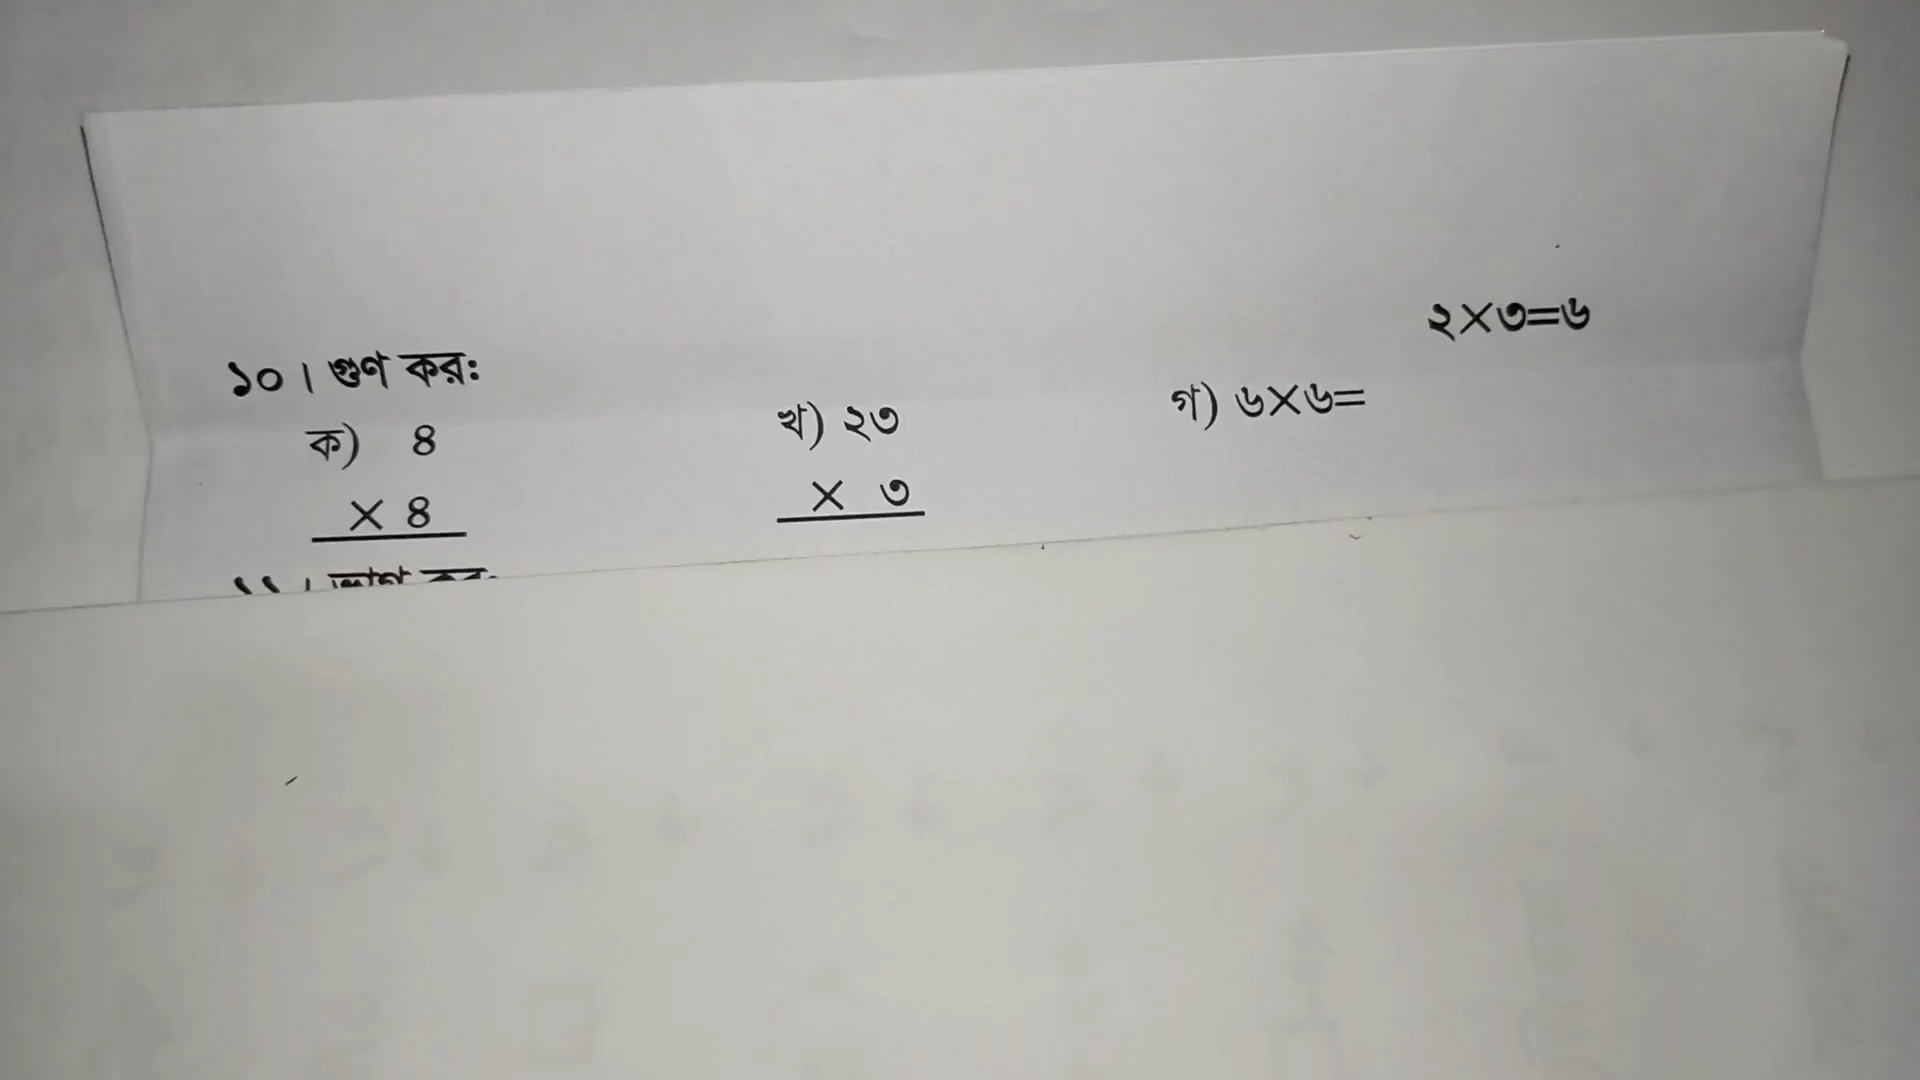 ২×৩=৬
১০। গুণ কর:
ক) ৪ খ) ২৩ গ) ৬×৬=
× ৪ × ৩